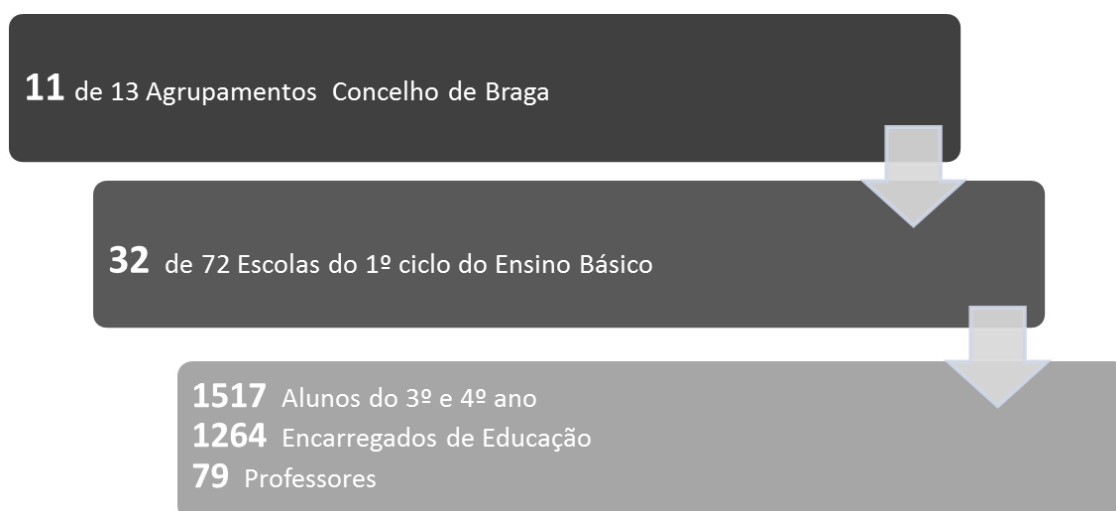 11 de 13 Agrupamentos Concelho de Braga
32 de 72 Escolas do 1º ciclo do Ensino Básico
1517 Alunos do 3º e 4º ano
1264 Encarregados de Educação
79 Professores